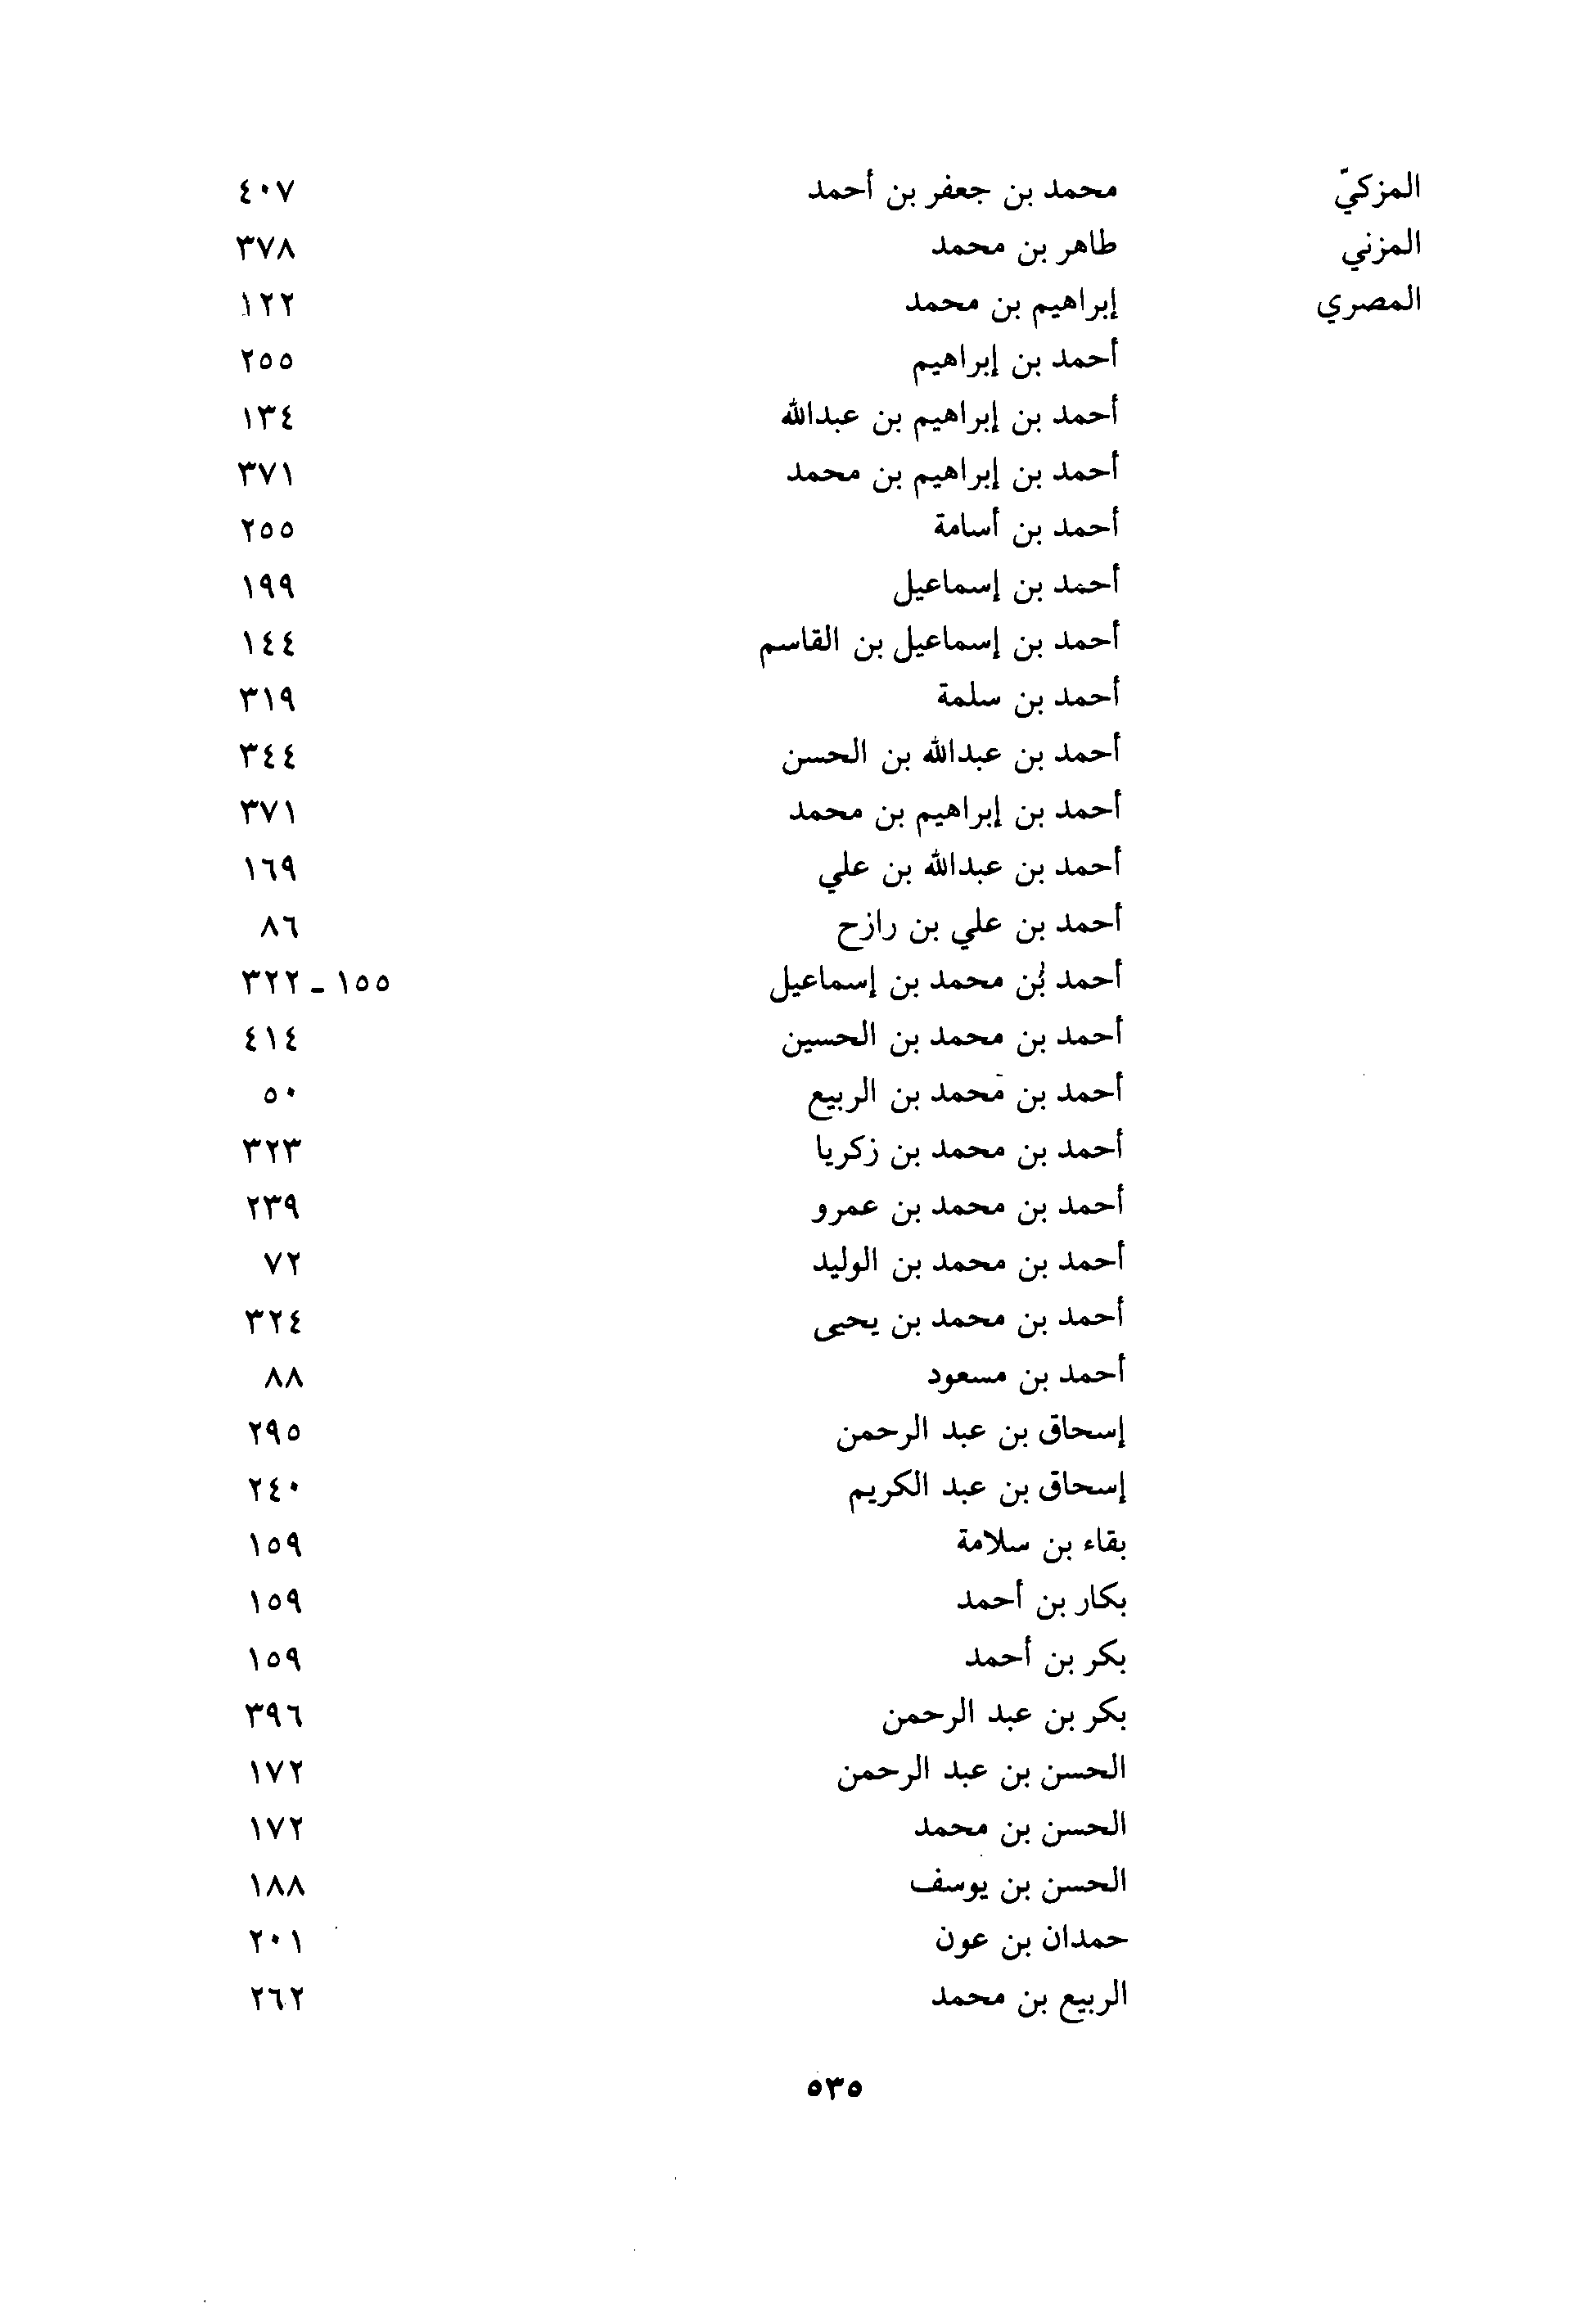 المزكيّ محمد بن جعفر بن أحمد ٤٠٧
المزني طاهر بن محمد ٣٧٨
المصري إبراهيم بن محمد ١٢٢
أحمد بن إبراهيم ٢٥٥
أحمد بن إبراهيم بن عبدالله ١٣٤
أحمد بن إبراهيم بن محمد ٣٧١
أحمد بن أسامة ٢٥٥
أحمد بن إسماعيل ١٩٩
أحمد بن إسماعيل بن القاسم ١٤٤
أحمد بن سلمة ٣١٩
أحمد بن عبدالله بن الحسن ٣٤٤
أحمد بن إبراهيم بن محمد ٣٧١
أحمد بن عبدالله بن علي ١٦٩
أحمد بن علي بن رازح ٨٦
أحمد بن محمد بن إسماعيل ١٥٥ - ٣٢٢
أحمد بن محمد بن الحسين ٤١٤
أحمد بن محمد بن الربيع ٥٠
أحمد بن محمد بن زكريا ٣٢٣
أحمد بن محمد بن عمرو ٢٣٩
أحمد بن محمد بن الوليد ٧٢
أحمد بن محمد بن يحيى ٣٢٤
أحمد بن مسعود ٨٨
إسحاق بن عبد الرحمن ٢٩٥
إسحاق بن عبد الكريم ٢٤٠
بقاء بن سلامة ١٥٩
بكار بن أحمد ١٥٩
بكر بن أحمد ١٥٩
بكر بن عبد الرحمن ٣٩٦
الحسن بن عبد الرحمن ١٧٢
الحسن بن محمد ١٧٢
الحسن بن يوسف ١٨٨
حمدان بن عون ٢٠١
الربيع بن محمد ٢٦٢
٥٣٥